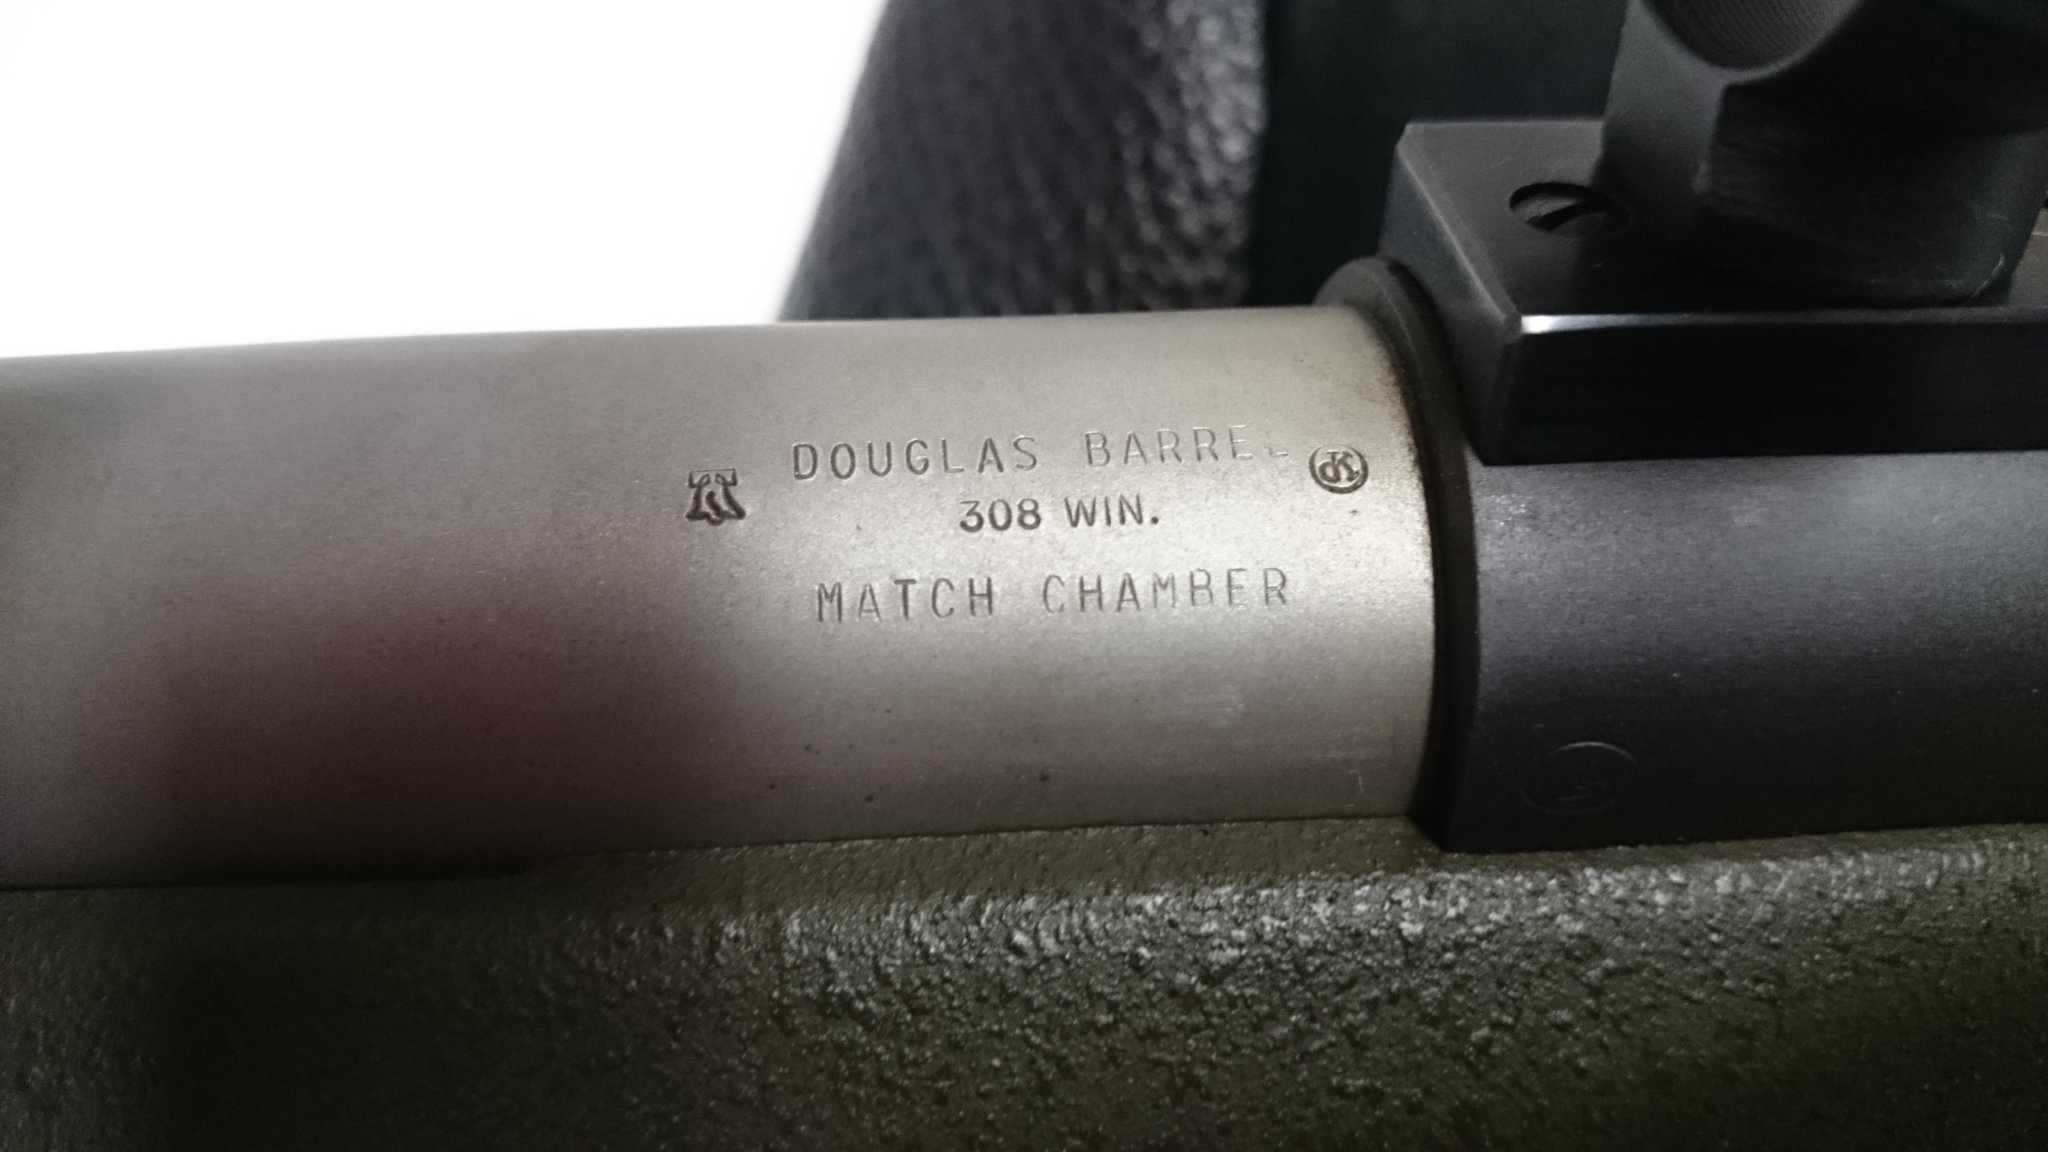 DOUGLAS BARREL
308 WIN.
MATCH CHAMBER